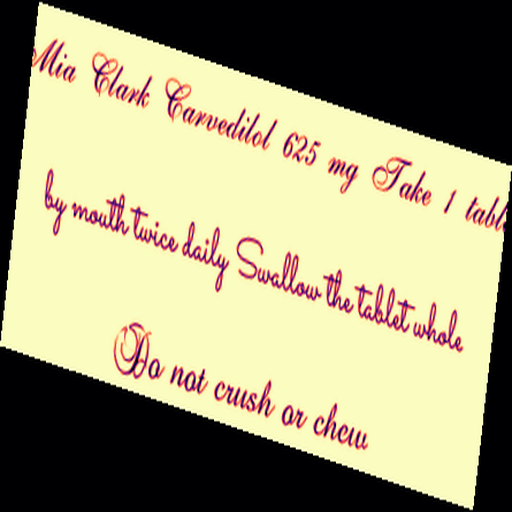 Mia Clark Carvedilol 625 mg Take 1 table
by mouth twice daily Swallow the tablet whole
Do not crush or chew